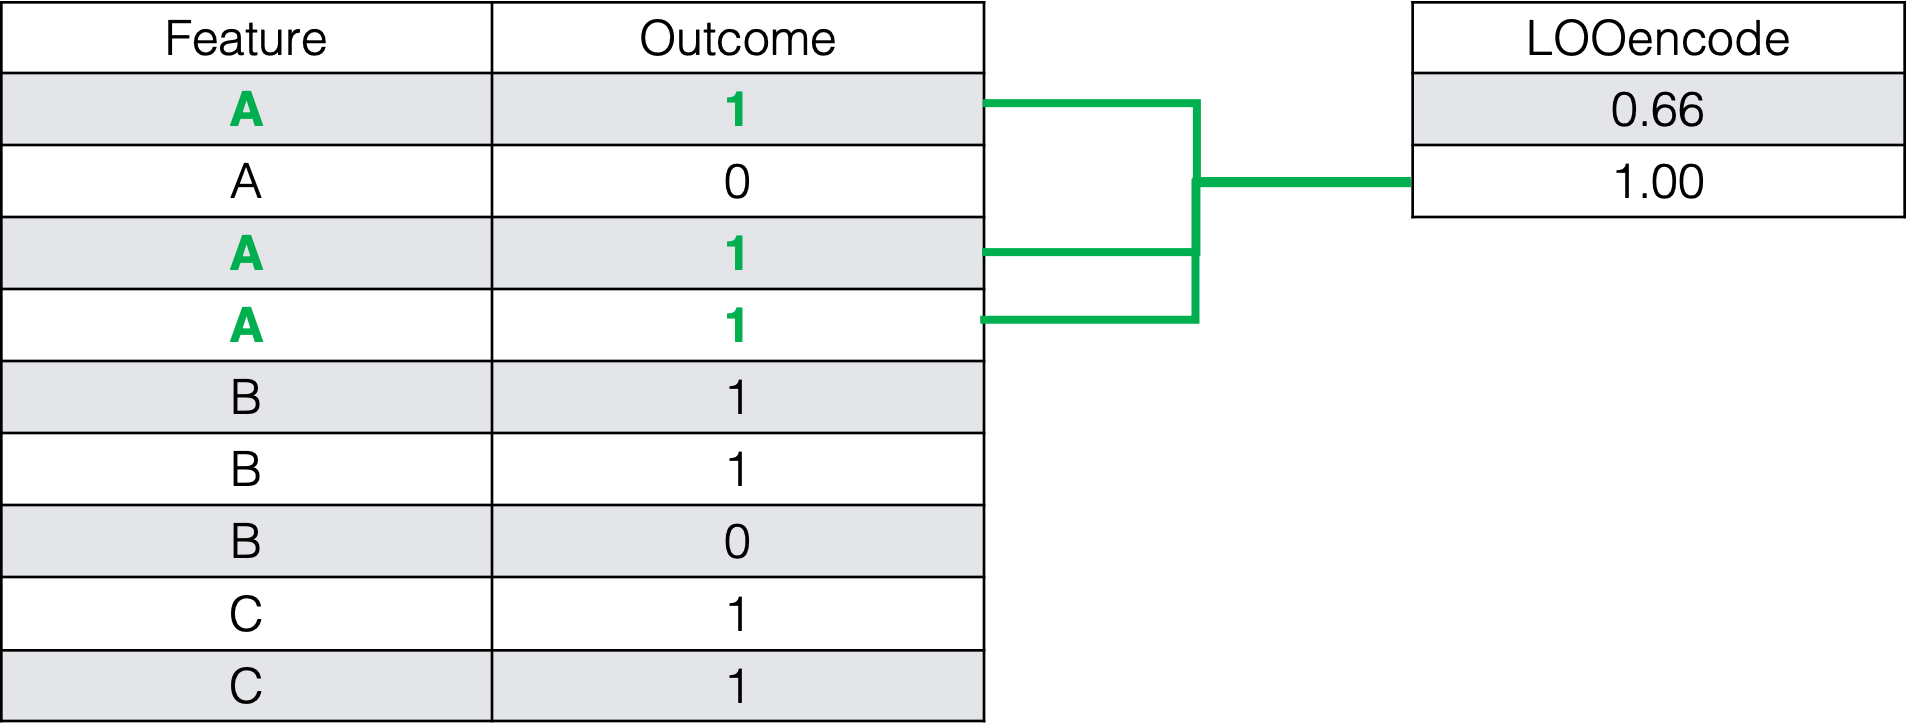 Feature Outcome LOOencode
A 1 0.66
A 0 1.00
A 1
A 1
B 1
B 1
B 0
C 1
C 1